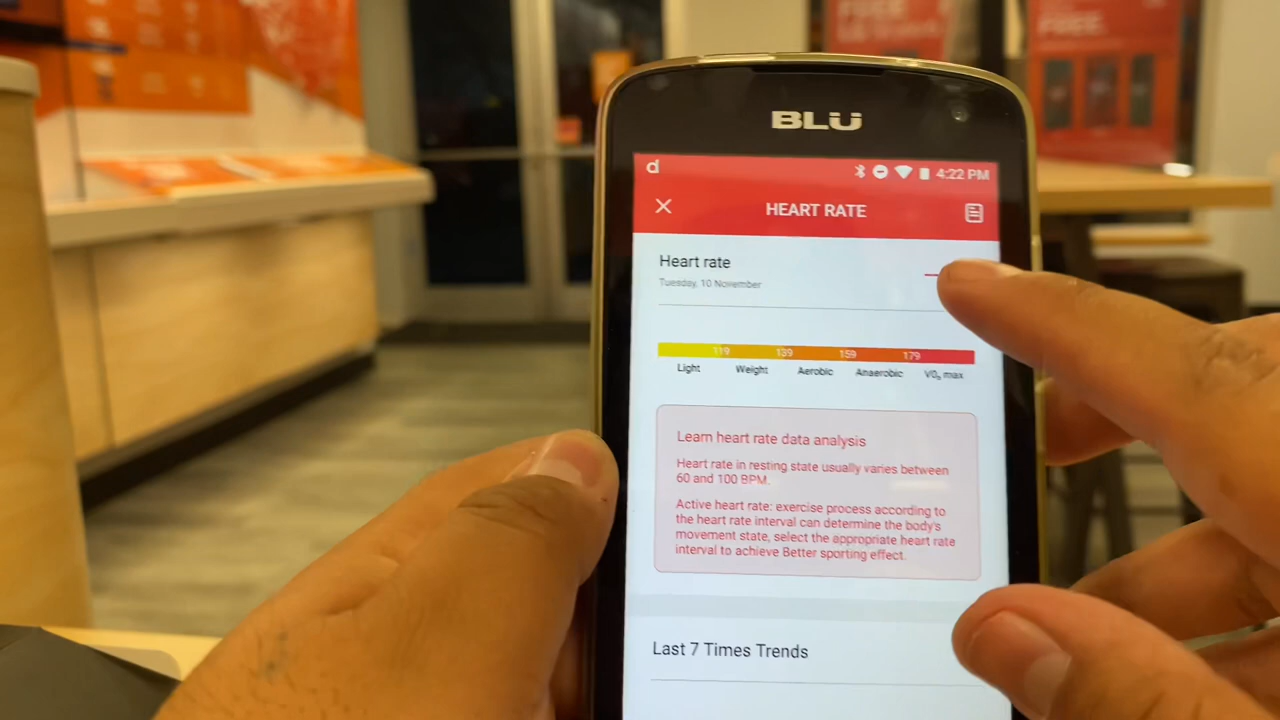 FREE.
BLU
d
4:22 PM
HEART RATE
Heart rate
Tuesday, 10 November
119 139 159 179
Light Weight Aerobic Anaerobic V0₂ max
Learn heart rate data analysis
Heart rate in resting state usually varies between
60 and 100 BPM.
Active heart rate: exercise process according to
the heart rate interval can determine the body's
movement state, select the appropriate heart rate
interval to achieve Better sporting effect.
Last 7 Times Trends